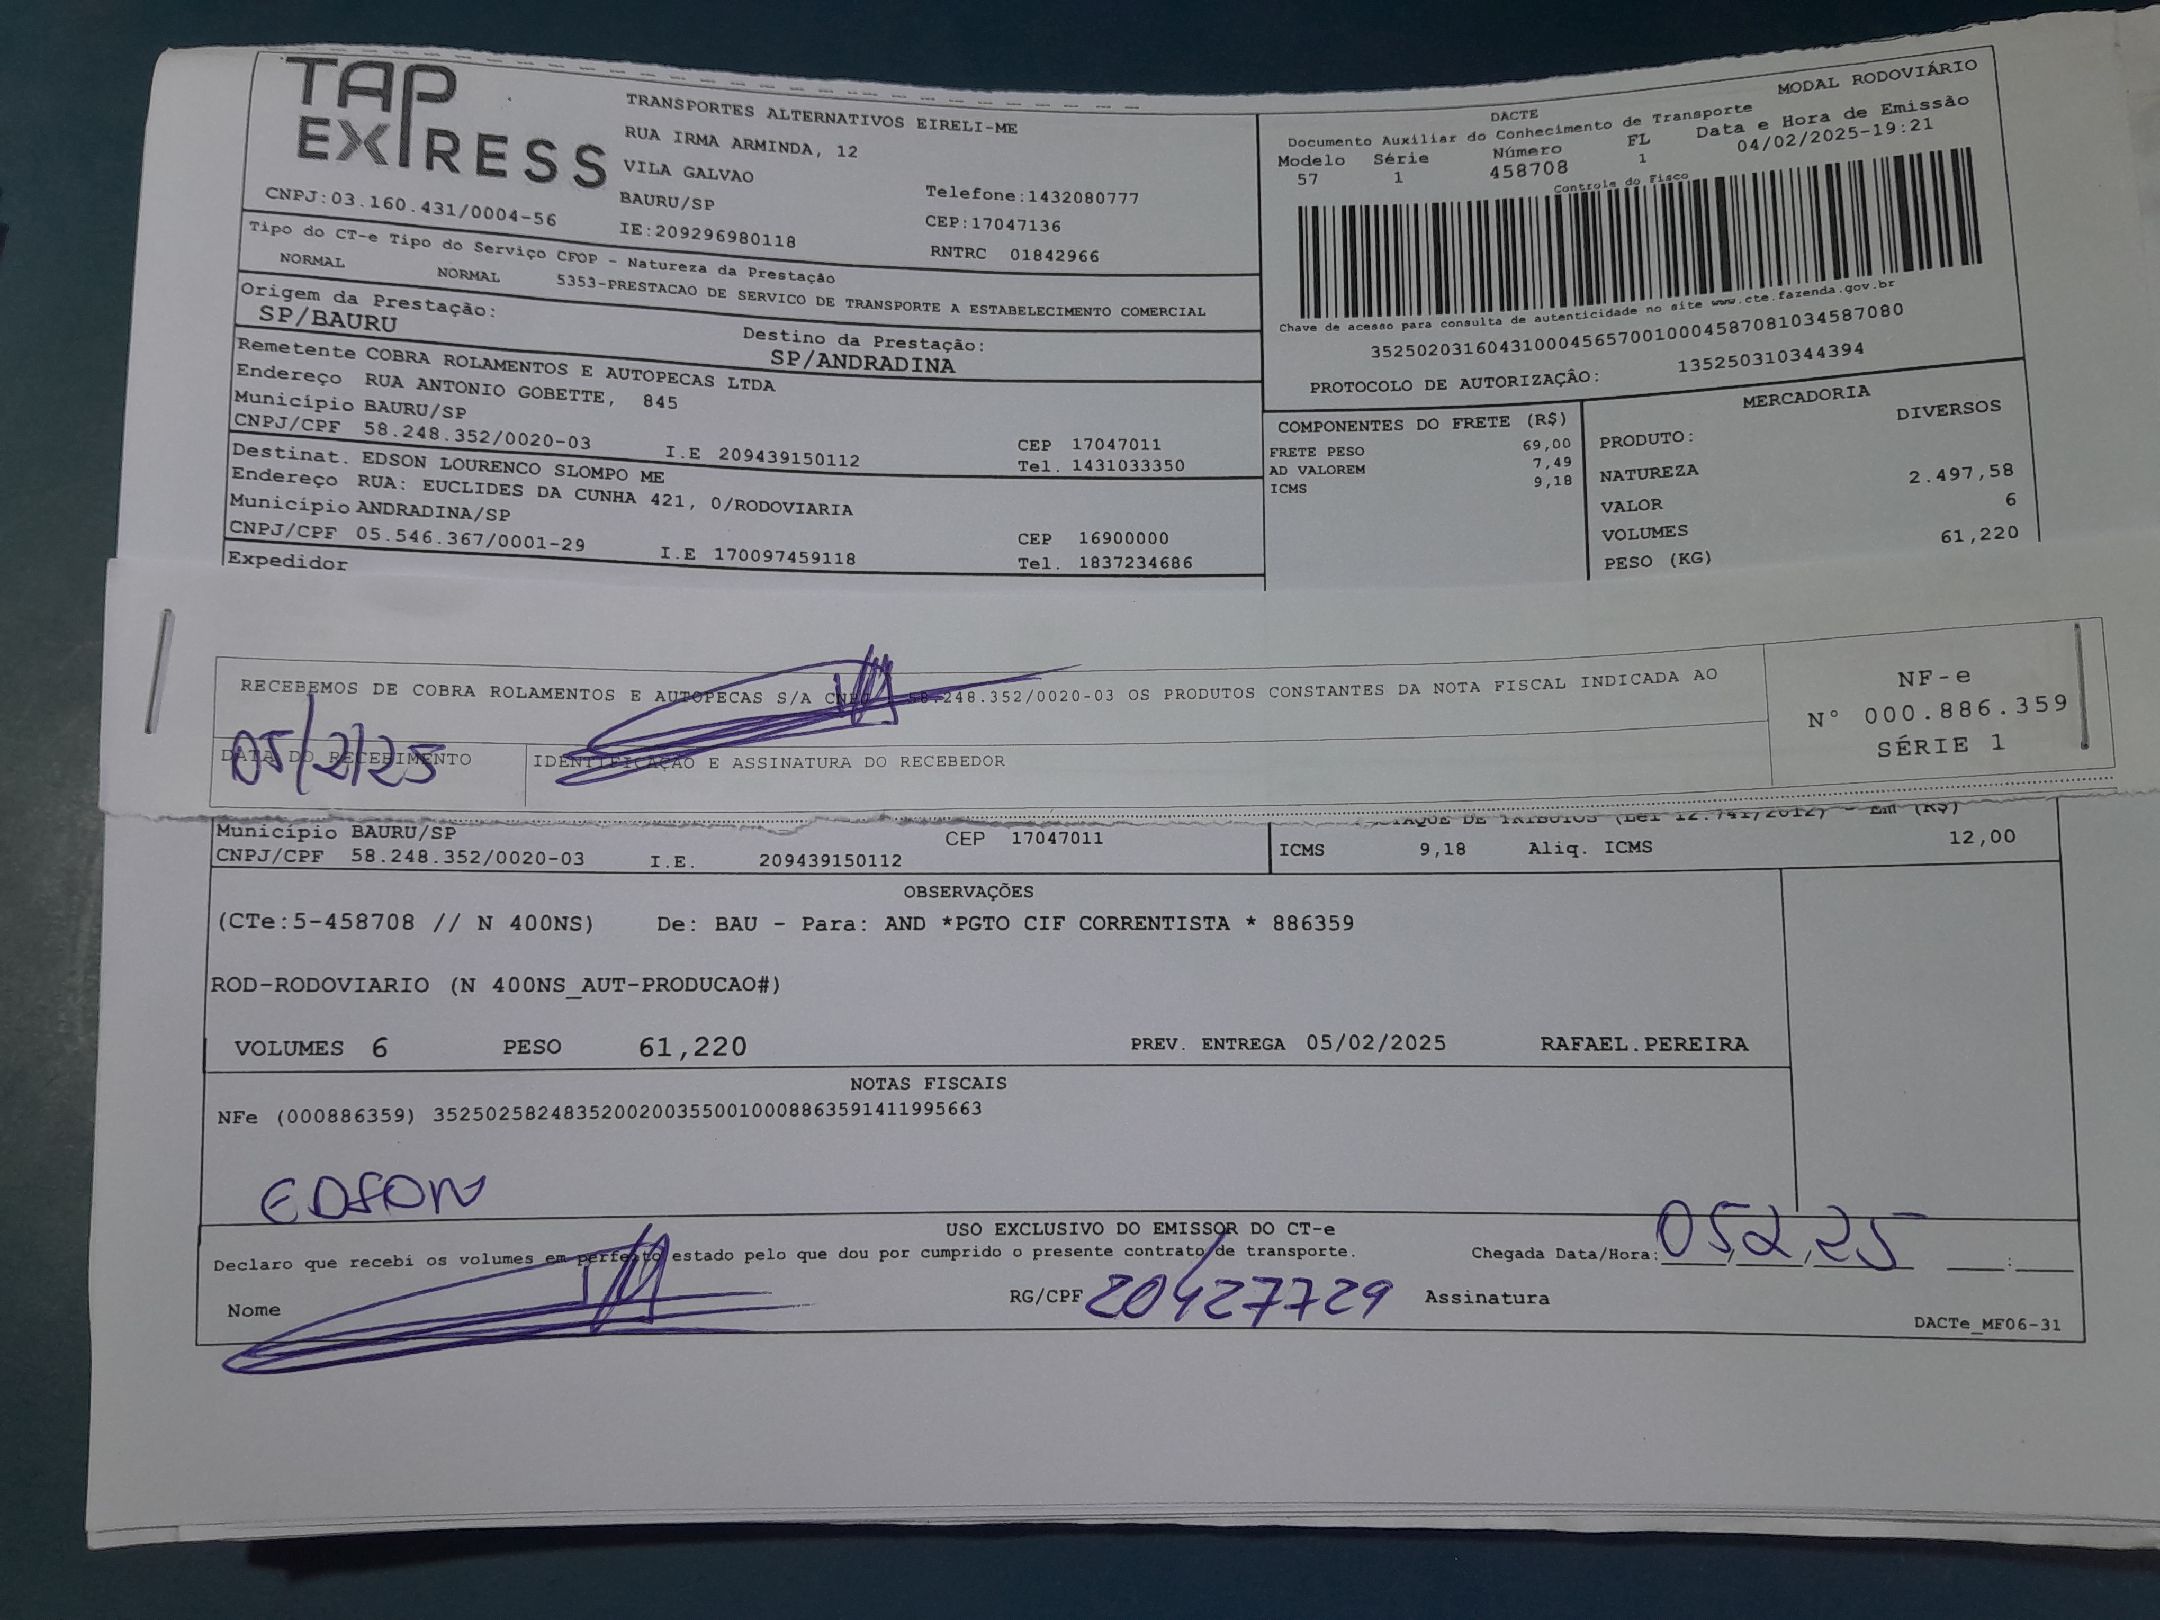 TAP
EXPRESS
TRANSPORTES ALTERNATIVOS EIRELI-ME
RUA IRMA ARMINDA, 12
VILA GALVAO
BAURU/SP
Telefone:1432080777
CEP:17047136
CNPJ:03.160.431/0004-56
IE:209296980118
RNTRC 01842966
Tipo do CT-e Tipo do Serviço CFOP - Natureza da Prestação
NORMAL NORMAL 5353-PRESTACAO DE SERVICO DE TRANSPORTE A ESTABELECIMENTO COMERCIAL
Origem da Prestação:
SP/BAURU
Destino da Prestação:
SP/ANDRADINA
Remetente COBRA ROLAMENTOS E AUTOPECAS LTDA
Endereço RUA ANTONIO GOBETTE, 845
Município BAURU/SP
CEP 17047011
CNPJ/CPF 58.248.352/0020-03 I.E 209439150112 Tel. 1431033350
Destinat. EDSON LOURENCO SLOMPO ME
Endereço RUA: EUCLIDES DA CUNHA 421, 0/RODOVIARIA
Município ANDRADINA/SP
CEP 16900000
CNPJ/CPF 05.546.367/0001-29 I.E 170097459118 Tel. 1837234686
Expedidor
DACTE
MODAL RODOVIÁRIO
Documento Auxiliar do Conhecimento de Transporte
Modelo Série Número FL Data e Hora de Emissão
57 1 458708 1 04/02/2025-19:21
Controle do Fisco
Chave de acesso para consulta de autenticidade no site www.cte.fazenda.gov.br
35250203160431000456570010004587081034587080
PROTOCOLO DE AUTORIZAÇÂO: 135250310344394
COMPONENTES DO FRETE (R$)
FRETE PESO 69,00
AD VALOREM 7,49
ICMS 9,18
MERCADORIA
PRODUTO: DIVERSOS
NATUREZA
VALOR 2.497,58
VOLUMES 6
PESO (KG) 61,220
RECEBEMOS DE COBRA ROLAMENTOS E AUTOPECAS S/A CNPJ 58.248.352/0020-03 OS PRODUTOS CONSTANTES DA NOTA FISCAL INDICADA AO
05/2/25
DATA DO RECEBIMENTO
IDENTIFICAÇÃO E ASSINATURA DO RECEBEDOR
NF-e
N° 000.886.359
SÉRIE 1
Município BAURU/SP CEP 17047011
CNPJ/CPF 58.248.352/0020-03 I.E. 209439150112
DE TRIBUTOS (Lei 12.741/2012) - Em (R$)
ICMS 9,18 Aliq. ICMS 12,00
OBSERVAÇÕES
(CTe:5-458708 // N 400NS) De: BAU - Para: AND *PGTO CIF CORRENTISTA * 886359
ROD-RODOVIARIO (N 400NS_AUT-PRODUCAO#)
VOLUMES 6 PESO 61,220 PREV. ENTREGA 05/02/2025 RAFAEL.PEREIRA
NOTAS FISCAIS
NFe (000886359) 35250258248352002003550010008863591411995663
EDSON
USO EXCLUSIVO DO EMISSOR DO CT-e
Declaro que recebi os volumes em perfeito estado pelo que dou por cumprido o presente contrato de transporte.
Chegada Data/Hora: 05 2 25 :
Nome
RG/CPF 20427729 Assinatura
DACTe_MF06-31